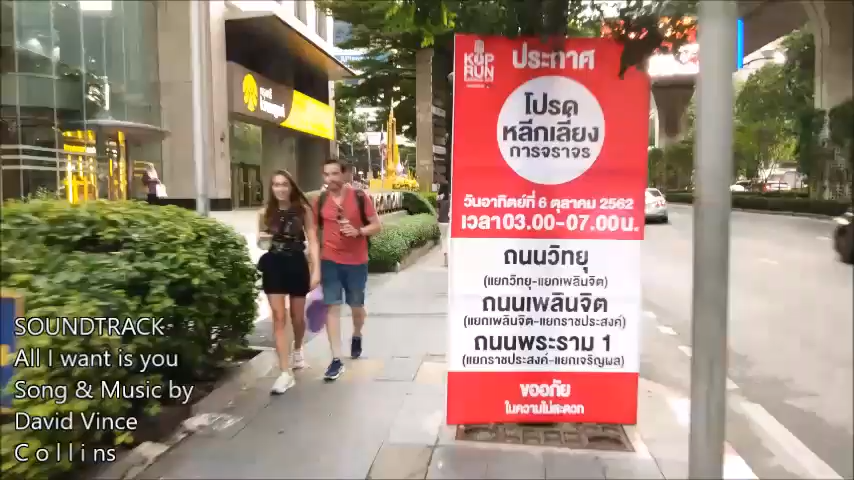 KOP
RUN
ประกาศ
โปรด
หลีกเลี่ยง
การจราจร
วันอาทิตย์ที่ 6 ตุลาคม 2562
เวลา03.00-07.00น.
ถนนวิทยุ
(แยกวิทยุ-แยกเพลินจิต)
ถนนเพลินจิต
(แยกเพลินจิต-แยกราชประสงค์)
ถนนพระราม 1
(แยกราชประสงค์-แยกเจริญผล)
ขออภัย
ในความไม่สะดวก
กรุงศรี
SOUNDTRACK
All I want is you
Song & Music by
David Vince
Collins